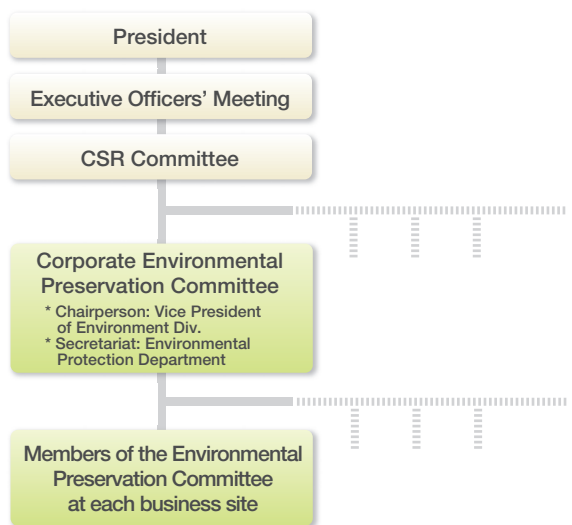 President
Executive Officers’ Meeting
CSR Committee
Corporate Environmental
Preservation Committee
* Chairperson: Vice President
of Environment Div.
* Secretariat: Environmental
Protection Department
Members of the Environmental
Preservation Committee
at each business site